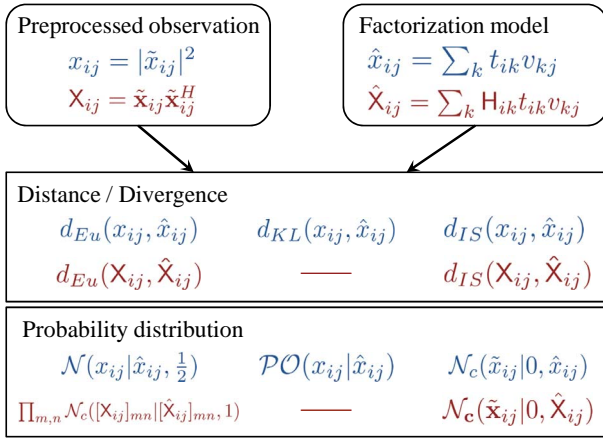 Preprocessed observation
x_{ij} = |x̃_{ij}|^2
X_{ij} = x̃_{ij} x̃_{ij}^H
Factorization model
x̂_{ij} = ∑_k t_{ik} v_{kj}
X̂_{ij} = ∑_k H_{ik} t_{ik} v_{kj}
Distance / Divergence
d_{Eu}(x_{ij}, x̂_{ij}) d_{KL}(x_{ij}, x̂_{ij}) d_{IS}(x_{ij}, x̂_{ij})
d_{Eu}(X_{ij}, X̂_{ij}) — d_{IS}(X_{ij}, X̂_{ij})
Probability distribution
𝒩(x_{ij}|x̂_{ij}, 1/2) 𝒫𝒪(x_{ij}|x̂_{ij}) 𝒩_c(x̃_{ij}|0, x̂_{ij})
∏_{m,n} 𝒩_c([X_{ij}]_{mn}|[X̂_{ij}]_{mn}, 1) — 𝒩_c(x̃_{ij}|0, X̂_{ij})